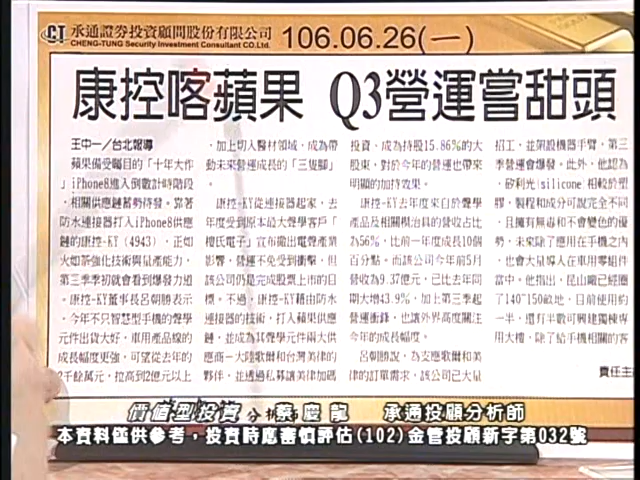 CT 承通證券投資顧問股份有限公司
CHENG-TUNG Security Investment Consultant CO.Ltd.
106.06.26(一)
康控喀蘋果 Q3營運嘗甜頭
王中一/台北報導
蘋果備受矚目的「十年大作
」iPhone8進入倒數計時階段
,相關供應鏈蓄勢待發。靠著
防水連接器打入iPhone8供應
鏈的康控-KY(4943),正如
火如荼強化技術與量產能力,
第三季季初就會看到爆發力道
。康控-KY董事長呂朝勝表示
,今年不只智慧型手機的聲學
元件出貨大好,車用產品線的
成長幅度更強,可望從去年的
2千餘萬元,拉高到2億元以上
,加上切入醫材領域,成為帶
動未來營運成長的「三隻腳」
。
康控-KY從連接器起家,去
年度受到原本最大聲學客戶「
樓氏電子」宣布撤出電聲產業
影響,營運不免受到衝擊,但
該公司仍是完成股票上市的目
標。不過,康控-KY藉由防水
連接器的技術,打入蘋果供應
鏈,並成為其聲學元件兩大供
應商-大陸歌爾和台灣美律的
夥伴,並透過私募讓美律加碼
投資,成為持股15.86%的大
股東,對於今年的營運也帶來
明顯的加持效果。
康控-KY去年度來自於聲學
產品及相關模治具的營收占比
為56%,比前一年度成長10個
百分點。而該公司今年前5月
營收為9.37億元,已比去年同
期大增43.9%,加上第三季起
營運衝鋒,也讓外界高度關注
今年的成長幅度。
呂朝勝說,為支應歌爾和美
律的訂單需求,該公司已大量
招工,並架設機器手臂,第三
季營運會爆發。此外,他認為
,矽利光(silicone)相較於塑
膠,製程和成分可說完全不同
,且擁有無毒和不會變色的優
勢,未來除了應用在手機之內
,也會大量導入在車用零組件
當中。他指出,昆山廠已經圈
了140~150畝地,目前使用約
一半,還有半數可興建獨棟專
用大樓,除了給手機相關的客
責任主
價值型投資 分析師 蔡慶龍 承通投顧分析師
本資料僅供參考,投資時應審慎評估(102)金管投顧新字第032號